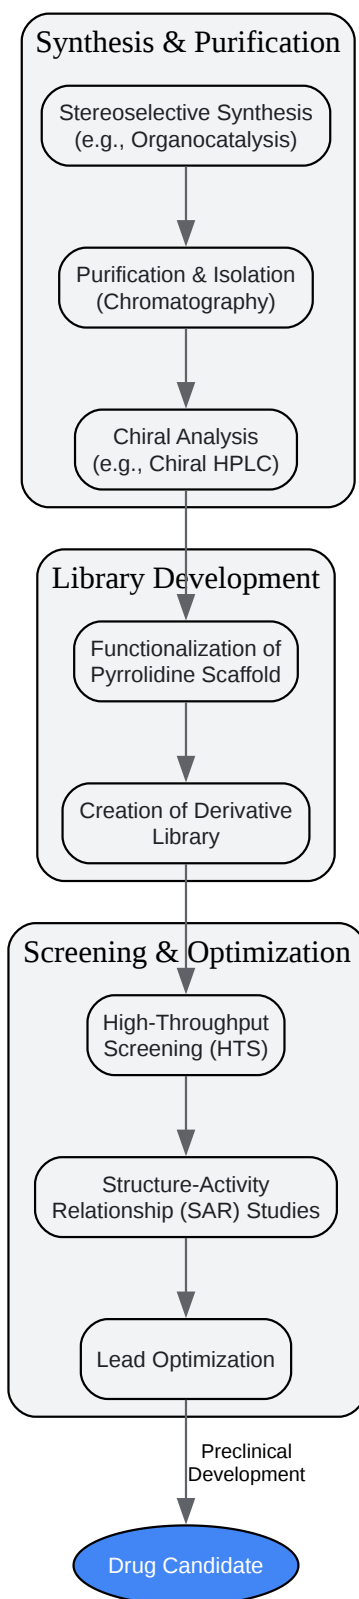 Synthesis & Purification
Stereoselective Synthesis
(e.g., Organocatalysis)
Purification & Isolation
(Chromatography)
Chiral Analysis
(e.g., Chiral HPLC)
Library Development
Functionalization of
Pyrrolidine Scaffold
Creation of Derivative
Library
Screening & Optimization
High-Throughput
Screening (HTS)
Structure-Activity
Relationship (SAR) Studies
Lead Optimization
Preclinical
Development
Drug Candidate